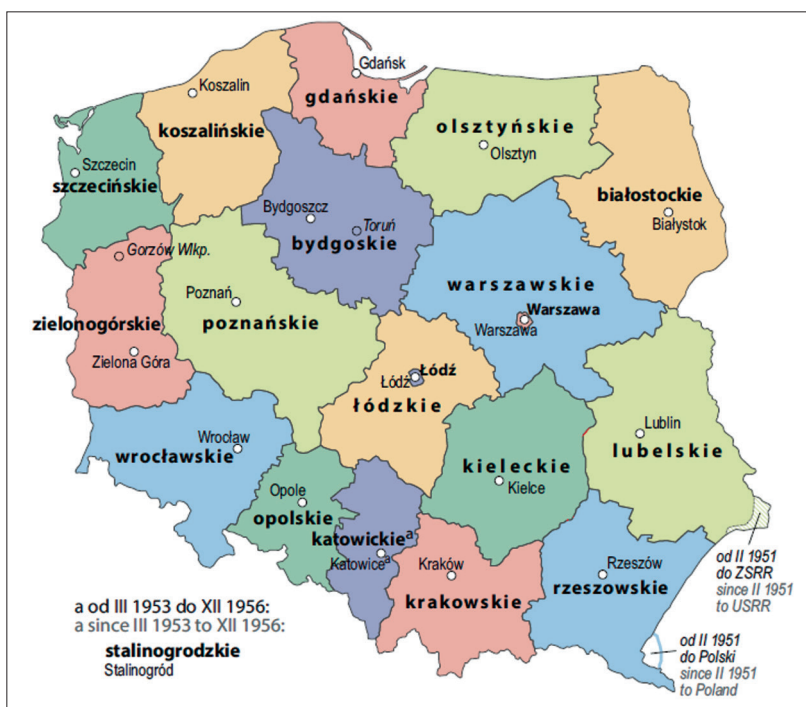 Gdańsk
gdańskie
Koszalin
koszalińskie
olsztyńskie
Olsztyn
Szczecin
szczecińskie
białostockie
Białystok
Bydgoszcz
Toruń
bydgoskie
Gorzów Wlkp.
warszawskie
Warszawa
Warszawa
Poznań
poznańskie
zielonogórskie
Zielona Góra
Łódź
Łódź
łódzkie
Lublin
lubelskie
Wrocław
wrocławskie
kieleckie
Kielce
Opole
opolskie
katowickieª
Katowiceª
Kraków
krakowskie
Rzeszów
rzeszowskie
od II 1951
do ZSRR
since II 1951
to USRR
a od III 1953 do XII 1956:
a since III 1953 to XII 1956:
stalinogrodzkie
Stalinogród
od II 1951
do Polski
since II 1951
to Poland